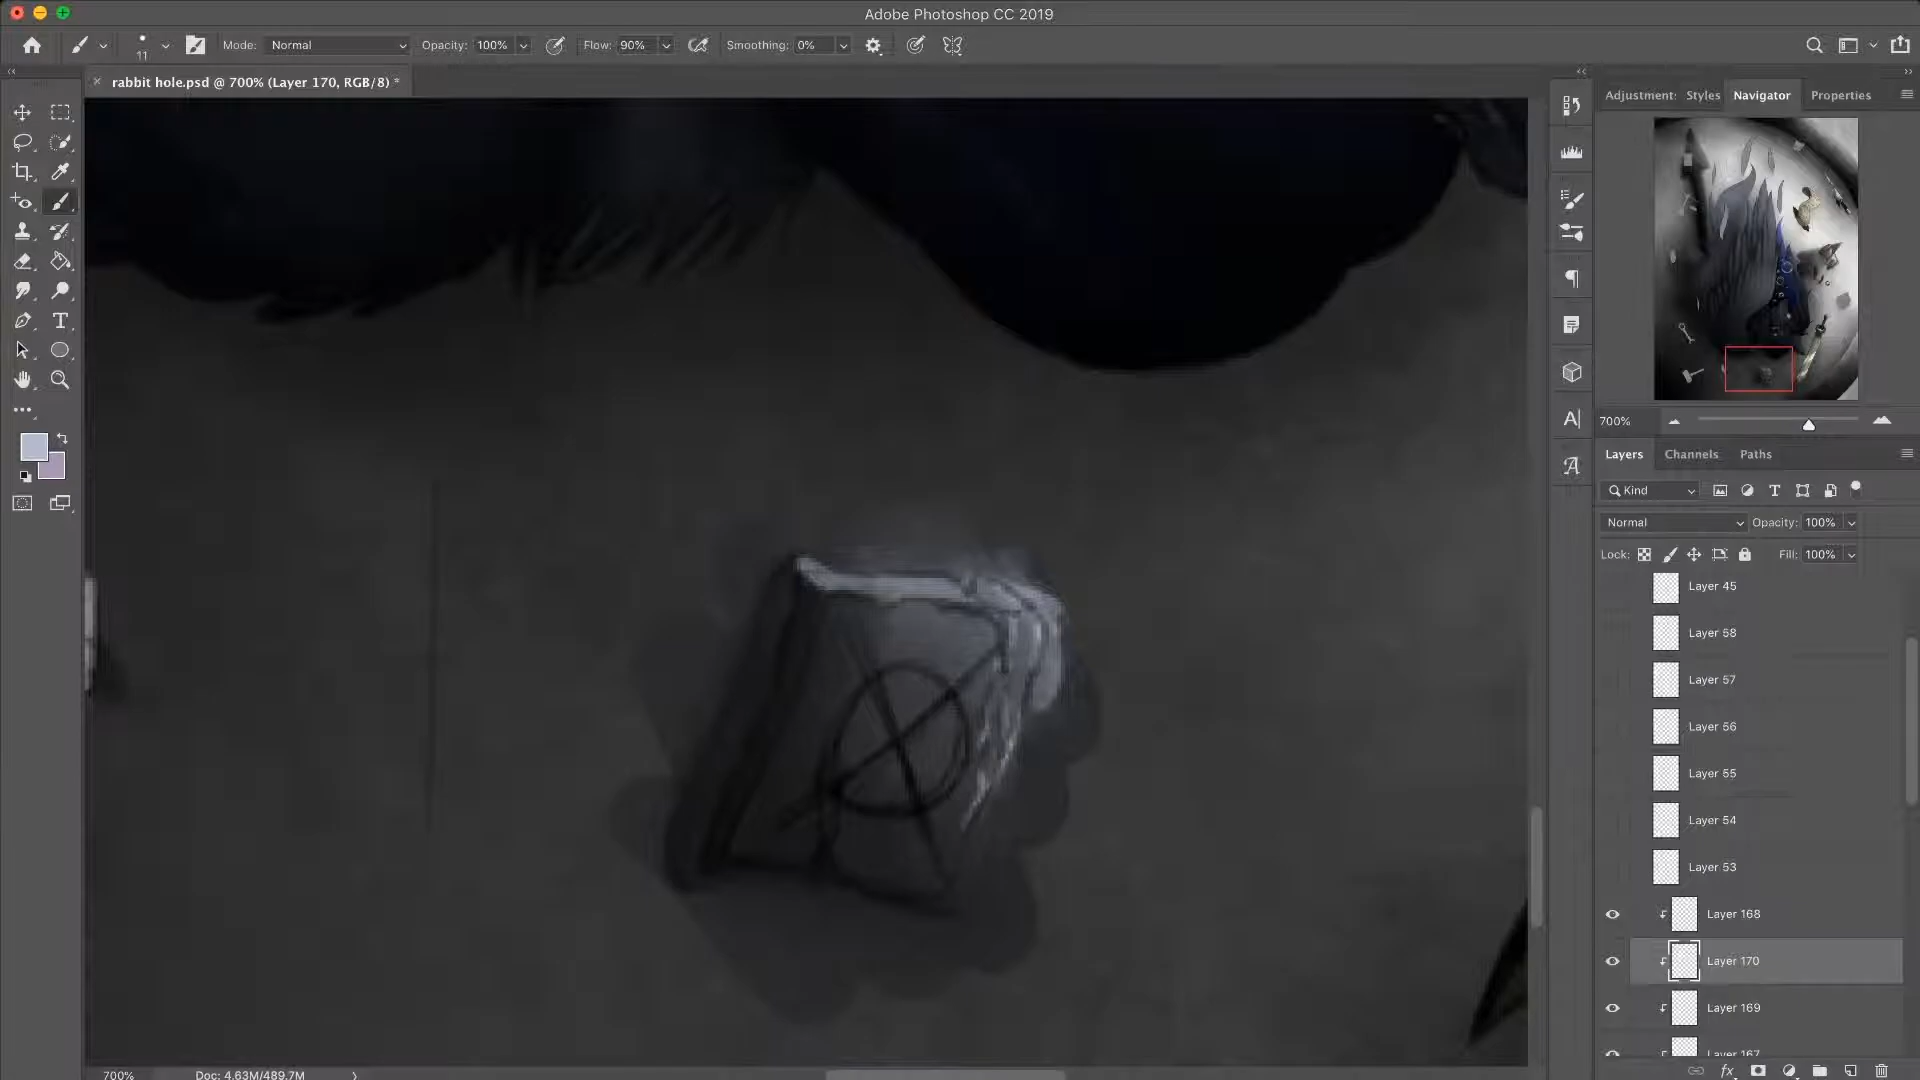 Adobe Photoshop CC 2019
11
Mode: Normal
Opacity: 100%
Flow: 90%
Smoothing: 0%
rabbit hole.psd @ 700% (Layer 170, RGB/8) *
Adjustment: Styles Navigator Properties
700%
Layers Channels Paths
Kind
Normal Opacity: 100%
Lock: Fill: 100%
Layer 45
Layer 58
Layer 57
Layer 56
Layer 55
Layer 54
Layer 53
Layer 168
Layer 170
Layer 169
Layer 167
700% Doc: 4.63M/489.7M